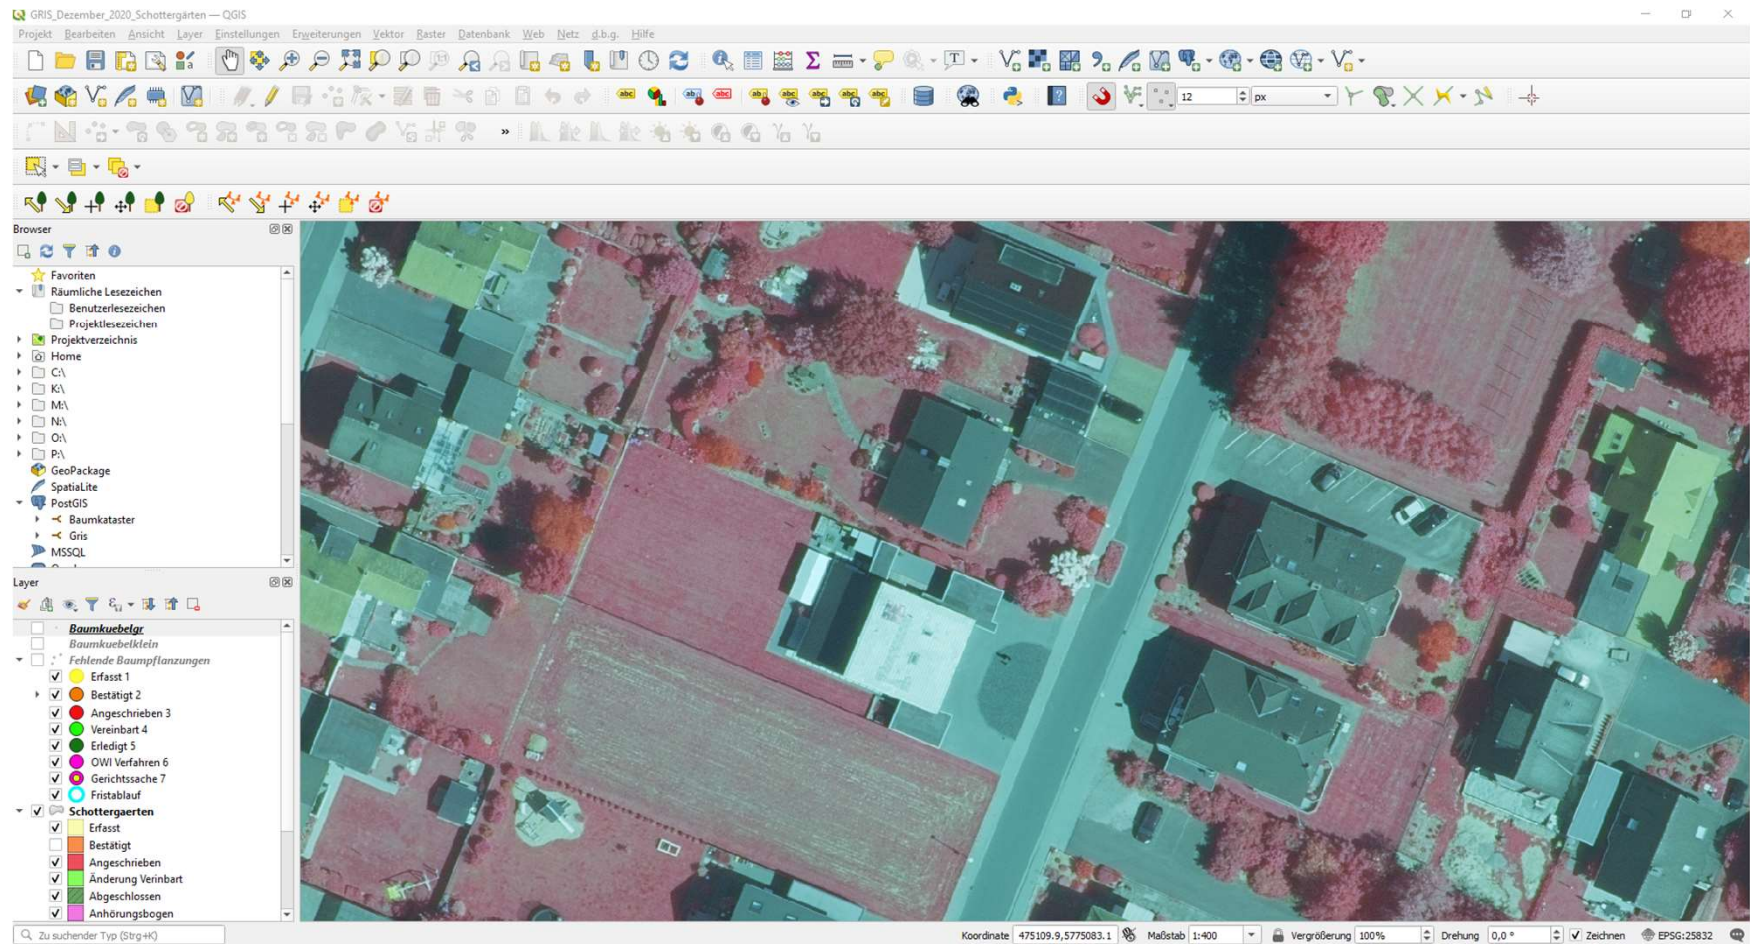 GRIS_Dezember_2020_Schottergärten — QGIS
Projekt Bearbeiten Ansicht Layer Einstellungen Erweiterungen Vektor Raster Datenbank Web Netz d.b.g. Hilfe
12 px
Browser
Favoriten
Räumliche Lesezeichen
Benutzerlesezeichen
Projektlesezeichen
Projektverzeichnis
Home
C:\
K:\
M:\
N:\
O:\
P:\
GeoPackage
SpatiaLite
PostGIS
Baumkataster
Gris
MSSQL
Layer
Baumkuebelgr
Baumkuebelklein
Fehlende Baumpflanzungen
Erfasst 1
Bestätigt 2
Angeschrieben 3
Vereinbart 4
Erledigt 5
OWI Verfahren 6
Gerichtssache 7
Fristablauf
Schottergaerten
Erfasst
Bestätigt
Angeschrieben
Änderung Verinbart
Abgeschlossen
Anhörungsbogen
Zu suchender Typ (Strg+K) Koordinate 475109.9,5775083.1 Maßstab 1:400 Vergrößerung 100% Drehung 0,0 ° Zeichnen EPSG:25832